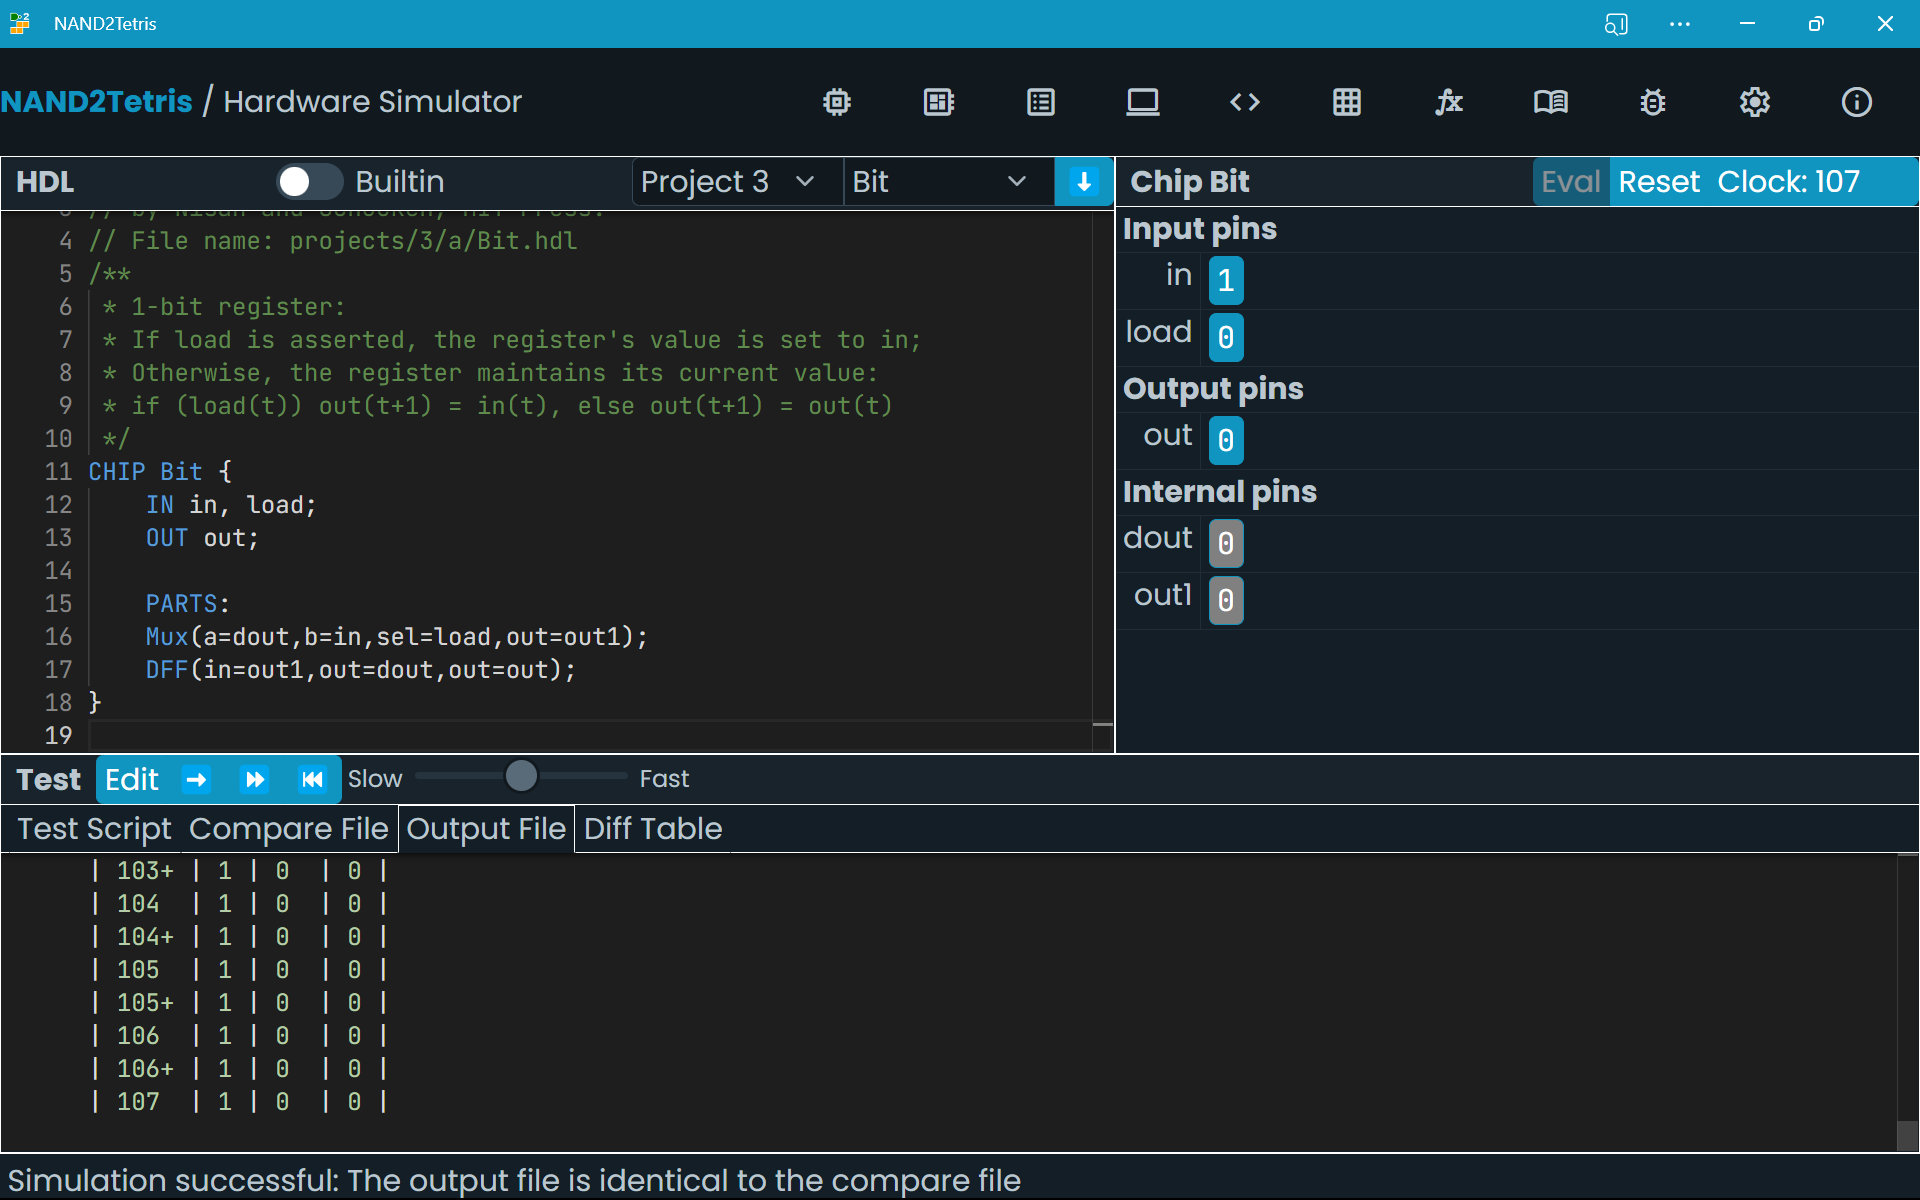 NAND2Tetris
NAND2Tetris / Hardware Simulator
HDL Builtin Project 3 Bit
4 // File name: projects/3/a/Bit.hdl
5 /**
6 * 1-bit register:
7 * If load is asserted, the register's value is set to in;
8 * Otherwise, the register maintains its current value:
9 * if (load(t)) out(t+1) = in(t), else out(t+1) = out(t)
10 */
11 CHIP Bit {
12 IN in, load;
13 OUT out;
14
15 PARTS:
16 Mux(a=dout,b=in,sel=load,out=out1);
17 DFF(in=out1,out=dout,out=out);
18 }
19
Chip Bit Eval Reset Clock: 107
Input pins
in 1
load 0
Output pins
out 0
Internal pins
dout 0
out1 0
Test Edit Slow Fast
Test Script Compare File Output File Diff Table
| 103+ | 1 | 0 | 0 |
| 104 | 1 | 0 | 0 |
| 104+ | 1 | 0 | 0 |
| 105 | 1 | 0 | 0 |
| 105+ | 1 | 0 | 0 |
| 106 | 1 | 0 | 0 |
| 106+ | 1 | 0 | 0 |
| 107 | 1 | 0 | 0 |
Simulation successful: The output file is identical to the compare file